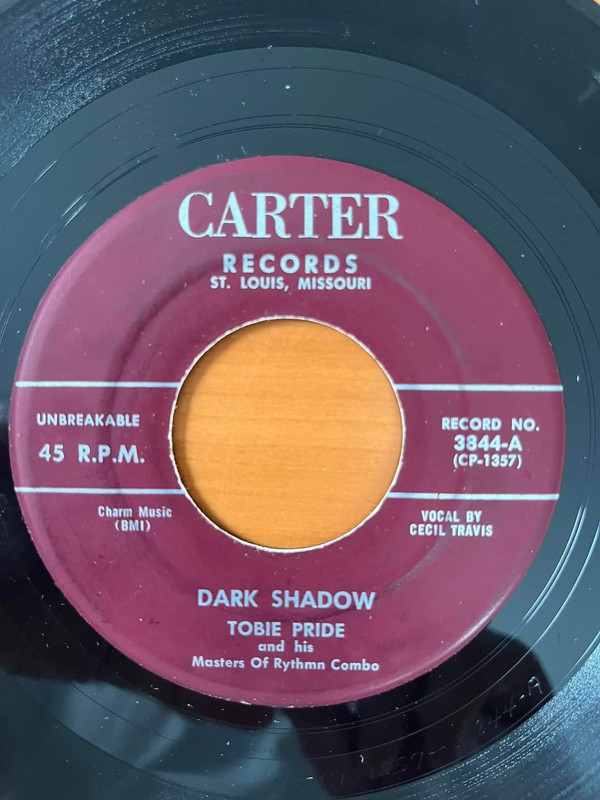 CARTER
RECORDS
ST. LOUIS, MISSOURI
UNBREAKABLE
45 R.P.M.
RECORD NO.
3844-A
(CP-1357)
Charm Music
(BMI)
VOCAL BY
CECIL TRAVIS
DARK SHADOW
TOBIE PRIDE
and his
Masters Of Rythmn Combo